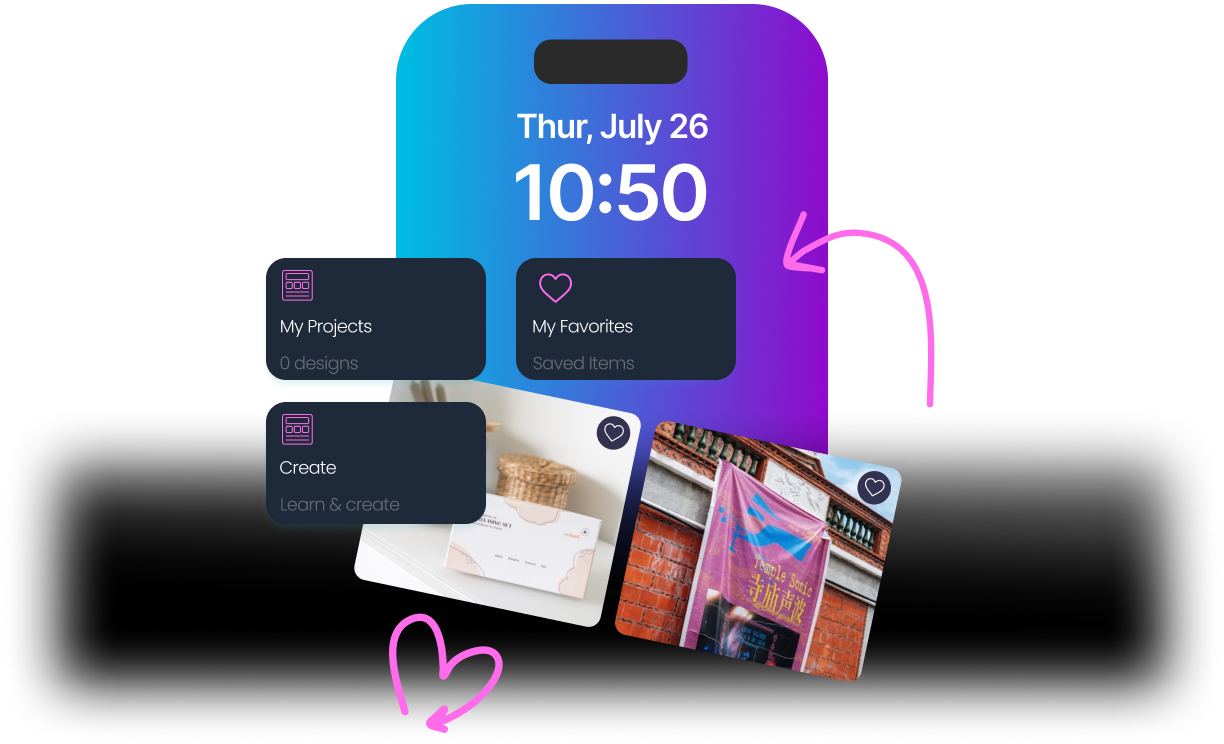 Thur, July 26
10:50
My Projects
0 designs
My Favorites
Saved Items
Create
Learn & create
Temple Sonic
寺庙声波